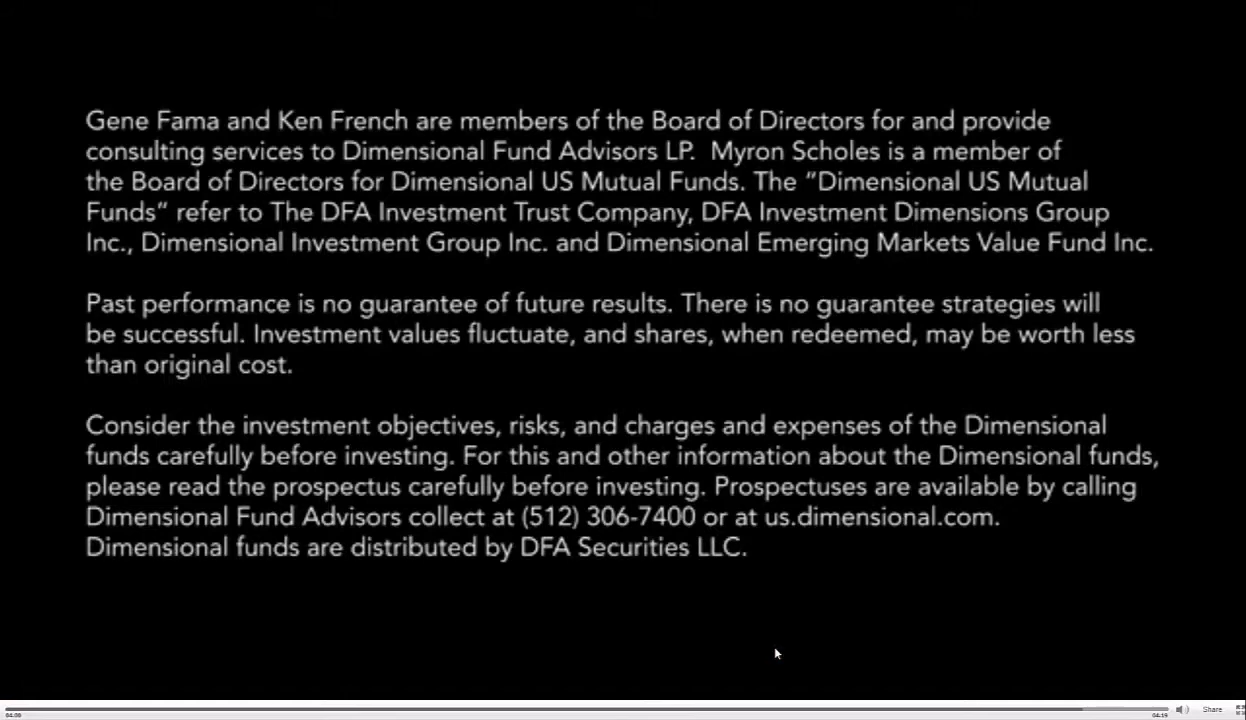 Gene Fama and Ken French are members of the Board of Directors for and provide
consulting services to Dimensional Fund Advisors LP.  Myron Scholes is a member of
the Board of Directors for Dimensional US Mutual Funds. The “Dimensional US Mutual
Funds“ refer to The DFA Investment Trust Company, DFA Investment Dimensions Group
Inc., Dimensional Investment Group Inc. and Dimensional Emerging Markets Value Fund Inc.
Past performance is no guarantee of future results. There is no guarantee strategies will
be successful. Investment values fluctuate, and shares, when redeemed, may be worth less
than original cost.
Consider the investment objectives, risks, and charges and expenses of the Dimensional
funds carefully before investing. For this and other information about the Dimensional funds,
please read the prospectus carefully before investing. Prospectuses are available by calling
Dimensional Fund Advisors collect at (512) 306-7400 or at us.dimensional.com.
Dimensional funds are distributed by DFA Securities LLC.
04:19
Share